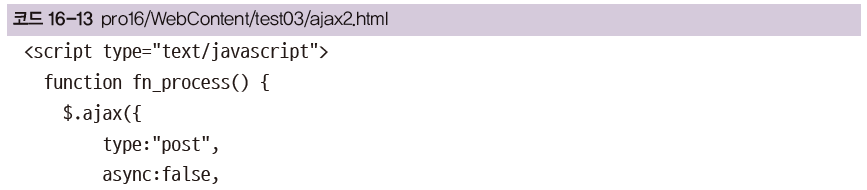 코드 16-13 pro16/WebContent/test03/ajax2.html
<script type="text/javascript">
function fn_process() {
$.ajax({
type:"post",
async:false,